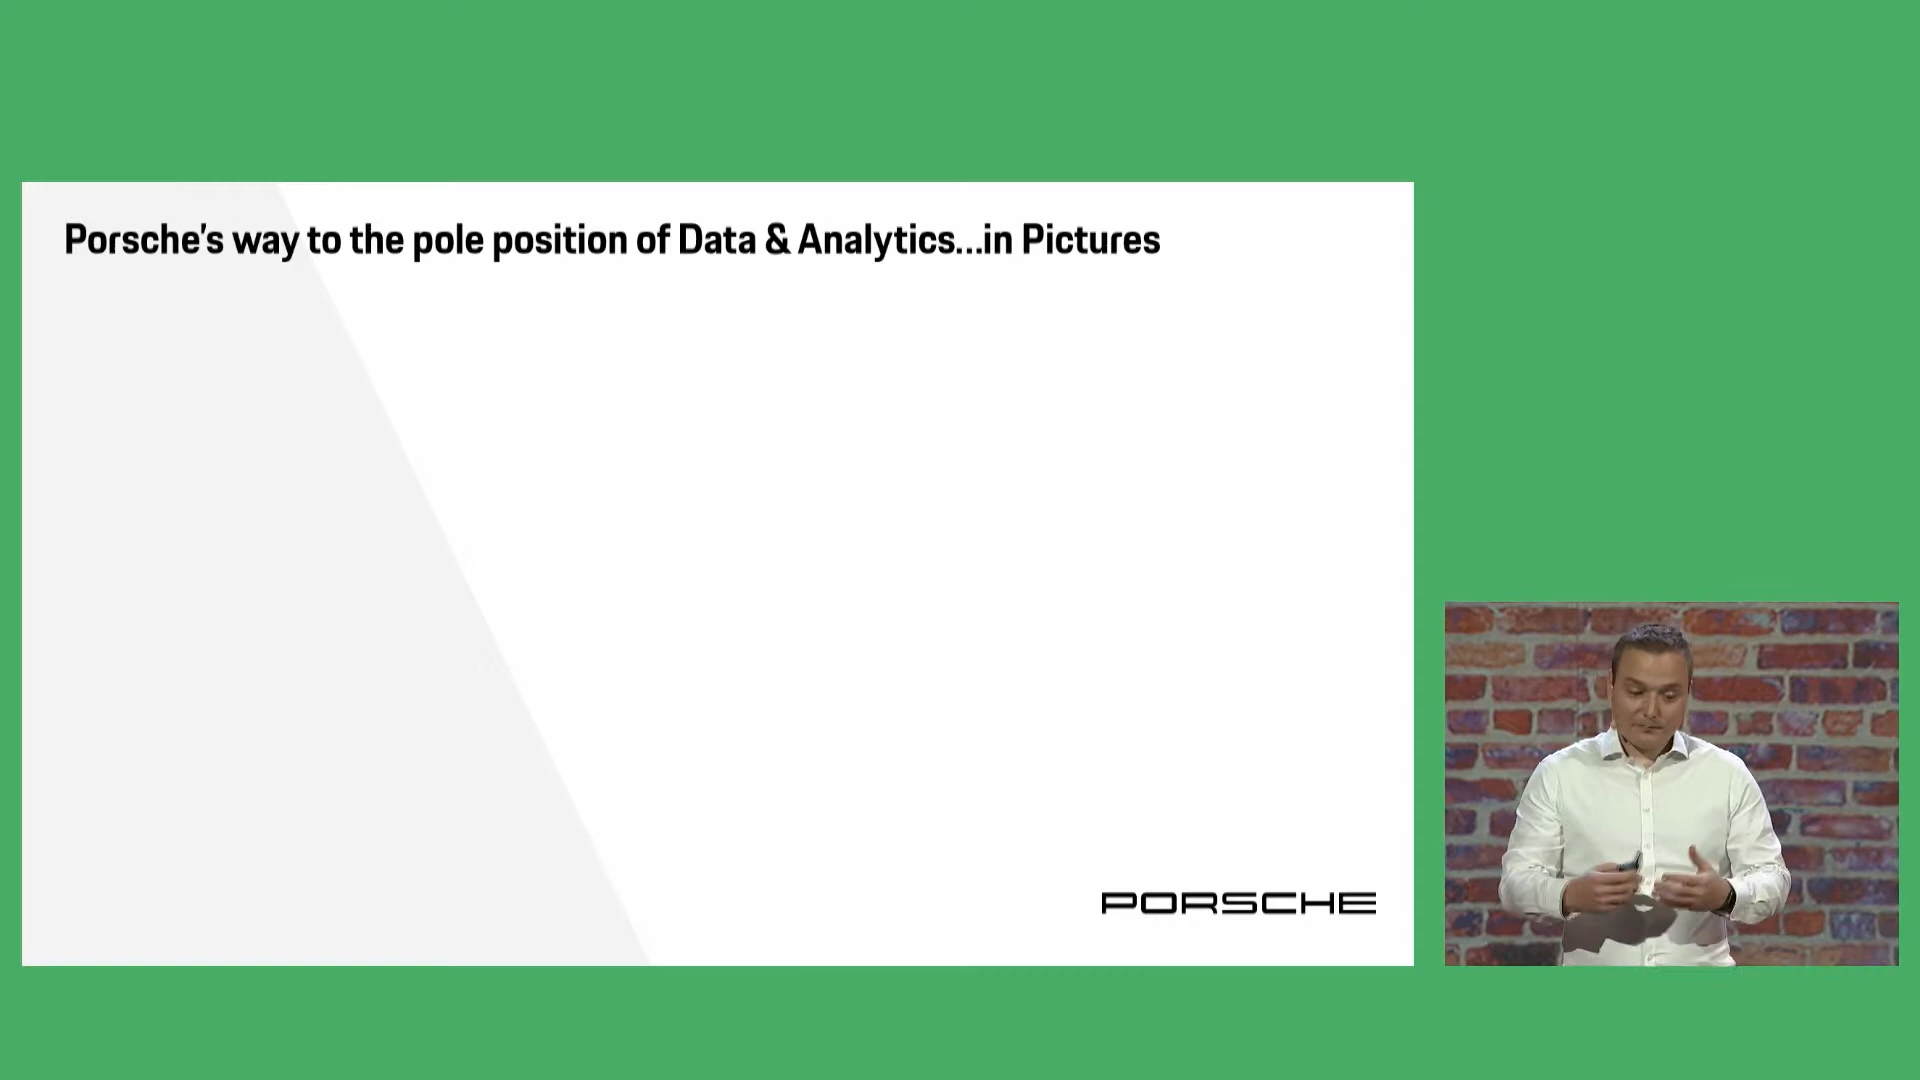 Porsche's way to the pole position of Data & Analytics...in Pictures
PORSCHE